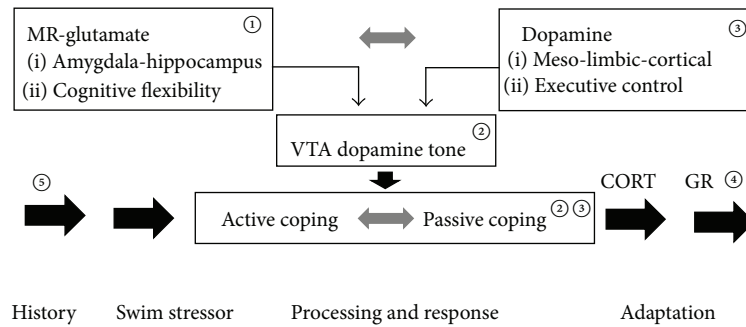 MR-glutamate ①
(i) Amygdala-hippocampus
(ii) Cognitive flexibility
Dopamine ③
(i) Meso-limbic-cortical
(ii) Executive control
VTA dopamine tone ②
⑤
Active coping
Passive coping ② ③
CORT
GR ④
History
Swim stressor
Processing and response
Adaptation